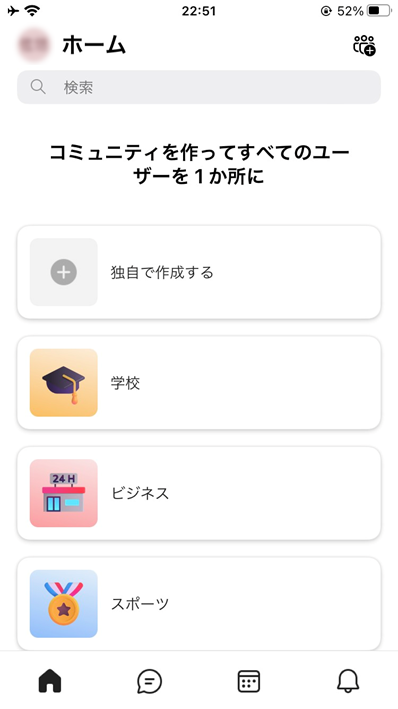 22:51
52%
ホーム
検索
コミュニティを作ってすべてのユー
ザーを 1 か所に
独自で作成する
学校
24 H
ビジネス
スポーツ